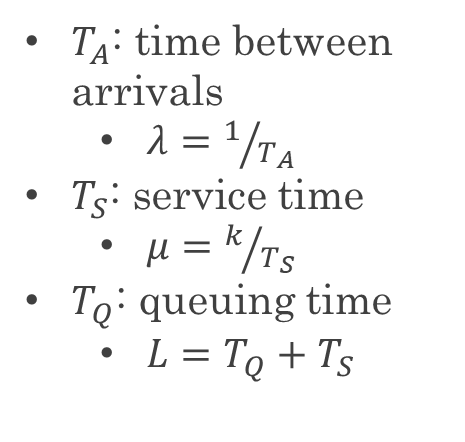 • T_A: time between
arrivals
• λ = 1/T_A
• T_S: service time
• μ = k/T_S
• T_Q: queuing time
• L = T_Q + T_S